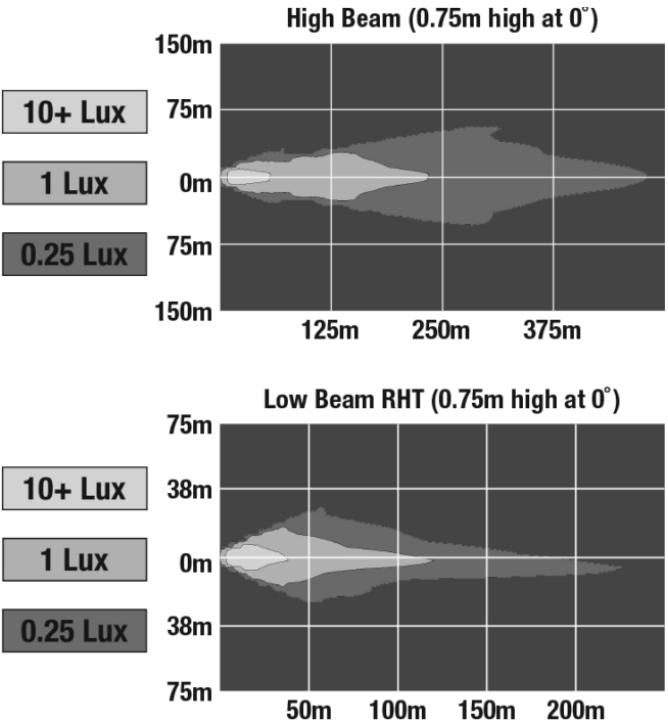 High Beam (0.75m high at 0°)
150m
10+ Lux
75m
1 Lux
0m
0.25 Lux
75m
150m
125m 250m 375m
Low Beam RHT (0.75m high at 0°)
75m
10+ Lux
38m
1 Lux
0m
0.25 Lux
38m
75m
50m 100m 150m 200m